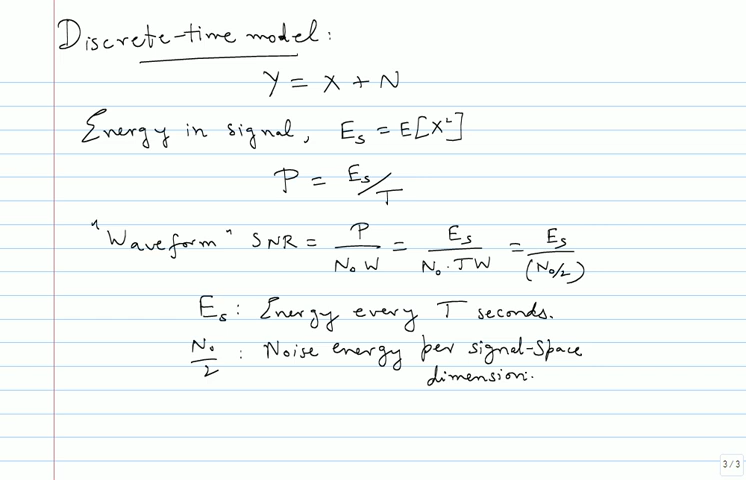 Discrete-time model:
Y = X + N
Energy in signal, Es = E[X²]
P = Es/T
"Waveform" SNR = P/(N₀W) = Es/(N₀·TW) = Es/(N₀/2)
Es: Energy every T seconds.
N₀/2 : Noise energy per signal-space
dimension.
3/3